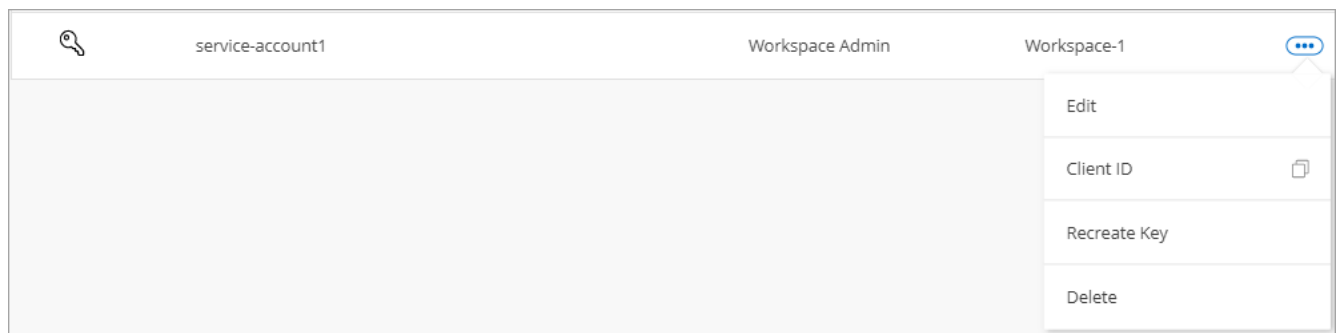 service-account1 Workspace Admin Workspace-1
Edit
Client ID
Recreate Key
Delete